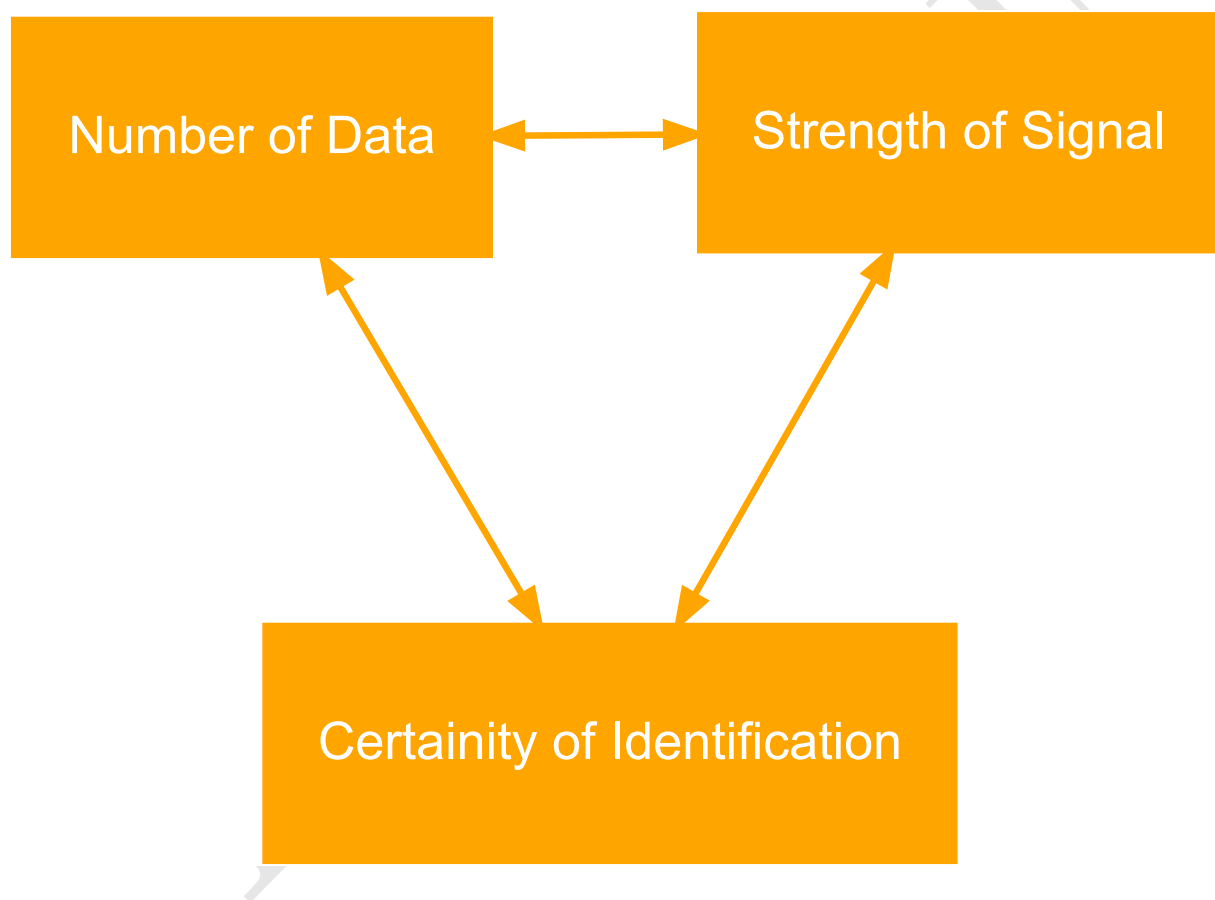 Number of Data
Strength of Signal
Certainity of Identification